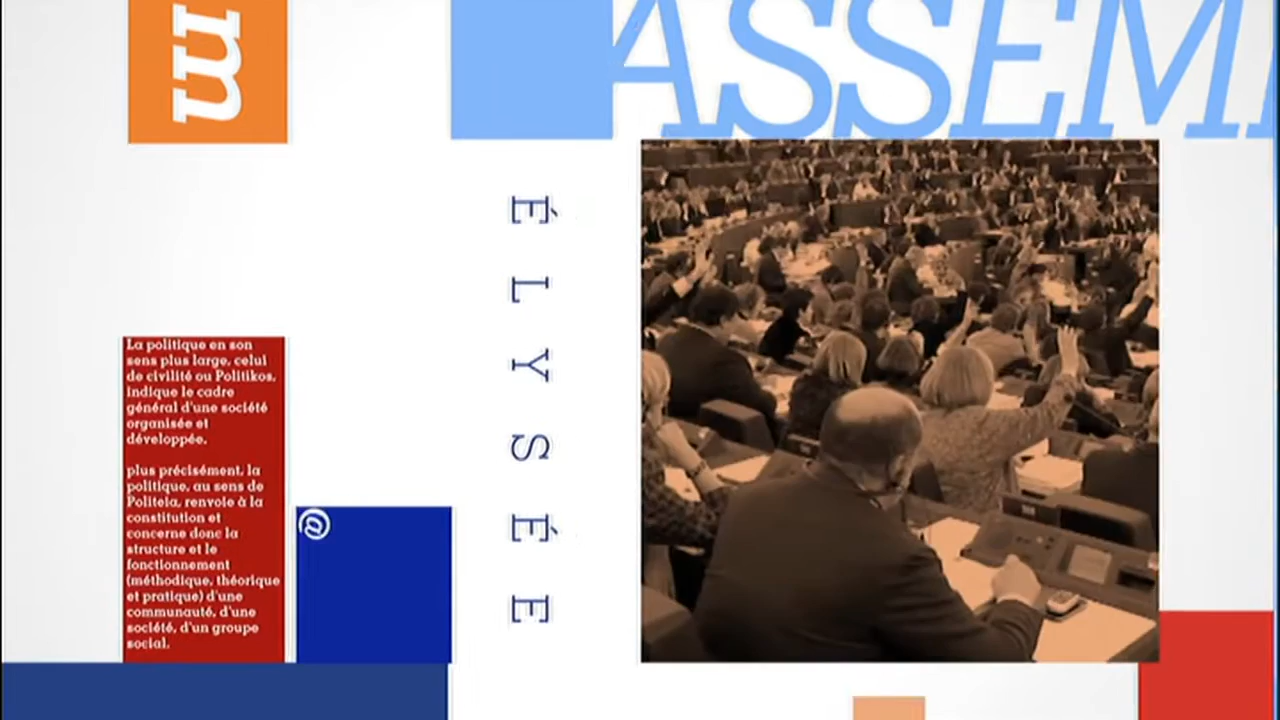 m
ASSEM
ÉLYSÉE
La politique en son
sens plus large, celui
de civilité ou Politikos,
indique le cadre
général d'une société
organisée et
développée.
plus précisément, la
politique, au sens de
Politeia, renvoie à la
constitution et
concerne donc la
structure et le
fonctionnement
(méthodique, théorique
et pratique) d'une
communauté, d'une
société, d'un groupe
social.
@